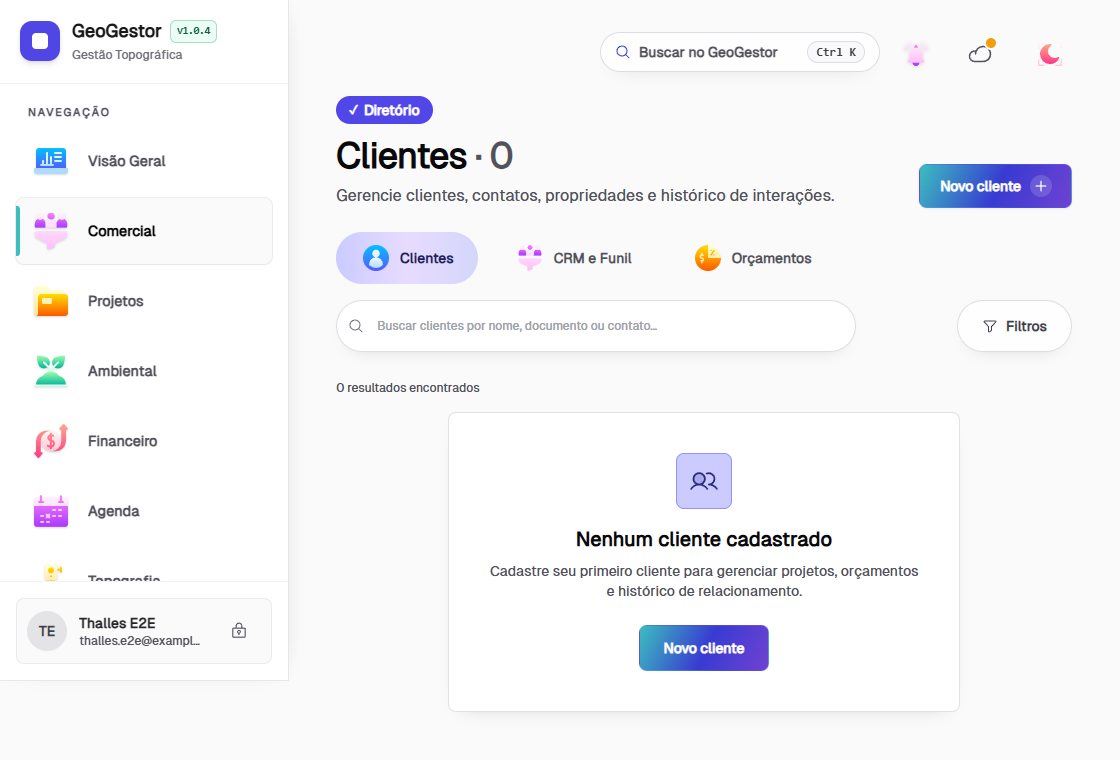 GeoGestor v1.0.4
Gestão Topográfica
NAVEGAÇÃO
Visão Geral
Comercial
Projetos
Ambiental
Financeiro
Agenda
Topografia
TE
Thalles E2E
thalles.e2e@exampl...
Buscar no GeoGestor Ctrl K
✓ Diretório
Clientes · 0
Gerencie clientes, contatos, propriedades e histórico de interações.
Novo cliente +
Clientes CRM e Funil Orçamentos
Buscar clientes por nome, documento ou contato...
Filtros
0 resultados encontrados
Nenhum cliente cadastrado
Cadastre seu primeiro cliente para gerenciar projetos, orçamentos
e histórico de relacionamento.
Novo cliente